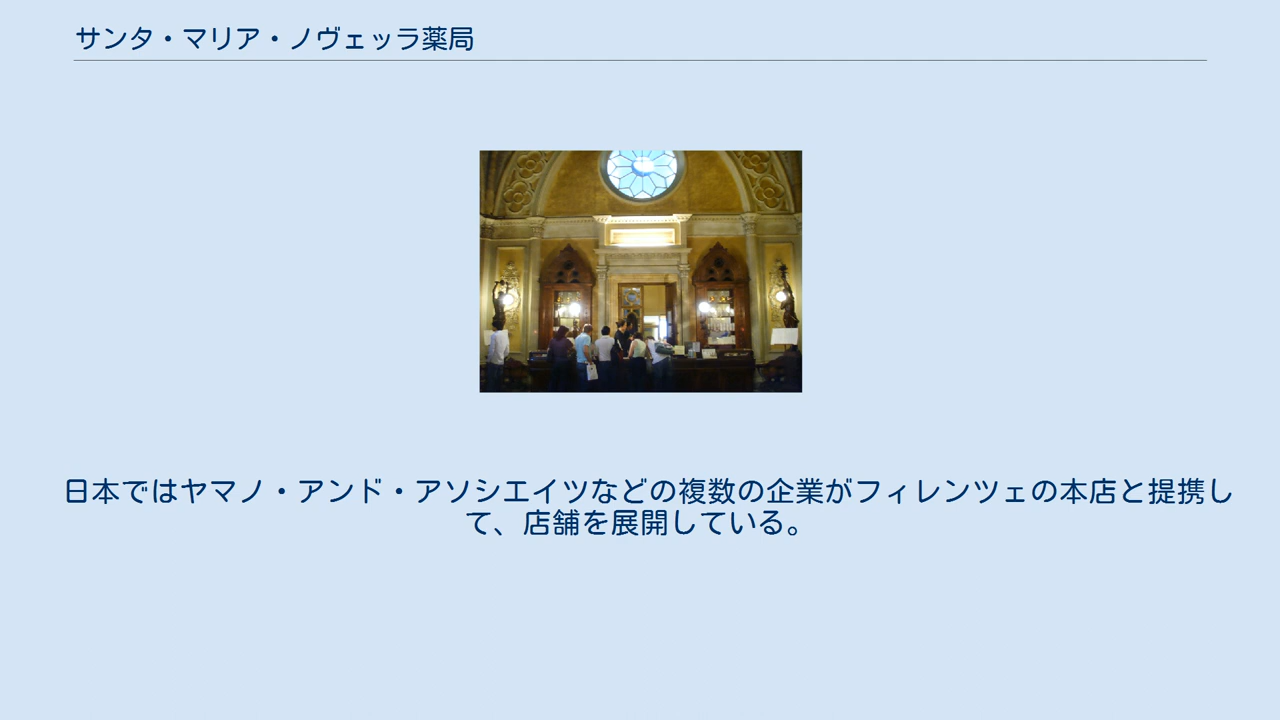 サンタ・マリア・ノヴェッラ薬局
日本ではヤマノ・アンド・アソシエイツなどの複数の企業がフィレンツェの本店と提携し
て、店舗を展開している。